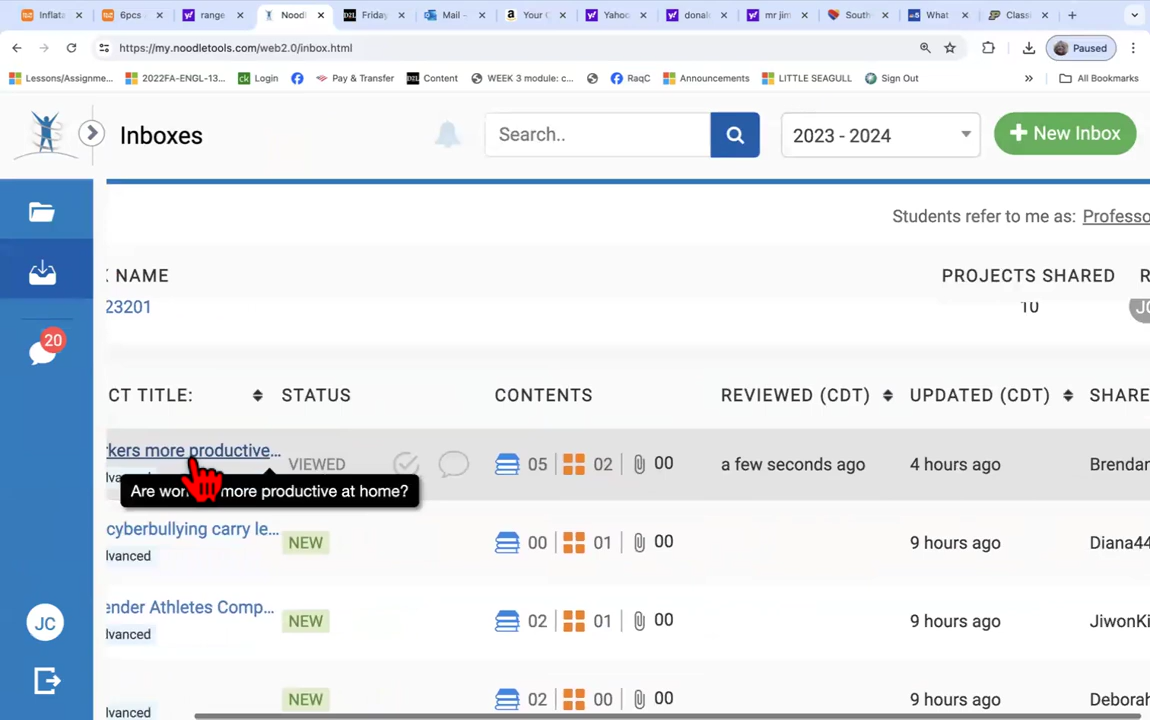 Inflata
6pcs
range
Noodl
Friday
Mail -
Your C
Yahoo
donal
mr jim
South
What
Classi
https://my.noodletools.com/web2.0/inbox.html
Paused
Lessons/Assignme...
2022FA-ENGL-13...
Login
Pay & Transfer
D2L Content
WEEK 3 module: c...
RaqC
Announcements
LITTLE SEAGULL
Sign Out
»
All Bookmarks
Inboxes
Search..
2023 - 2024
+ New Inbox
Students refer to me as: Professo
NAME
PROJECTS SHARED
23201
10
20
CT TITLE:
STATUS
CONTENTS
REVIEWED (CDT)
UPDATED (CDT)
SHARE
kers more productive...
VIEWED
05
02
00
a few seconds ago
4 hours ago
Brendan
more productive at home?
cyberbullying carry le...
NEW
00
01
00
9 hours ago
Diana44
lvanced
ender Athletes Comp...
NEW
02
01
00
9 hours ago
JiwonKi
lvanced
NEW
02
00
00
9 hours ago
Deborah
lvanced
JC